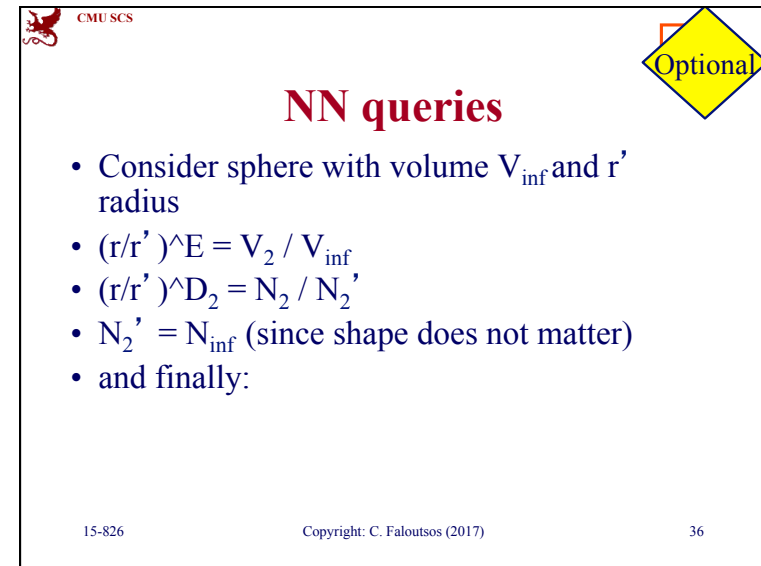 CMU SCS
Optional
NN queries
• Consider sphere with volume V_inf and r’
radius
• (r/r’)^E = V_2 / V_inf
• (r/r’)^D_2 = N_2 / N_2’
• N_2’ = N_inf (since shape does not matter)
• and finally:
15-826 Copyright: C. Faloutsos (2017) 36